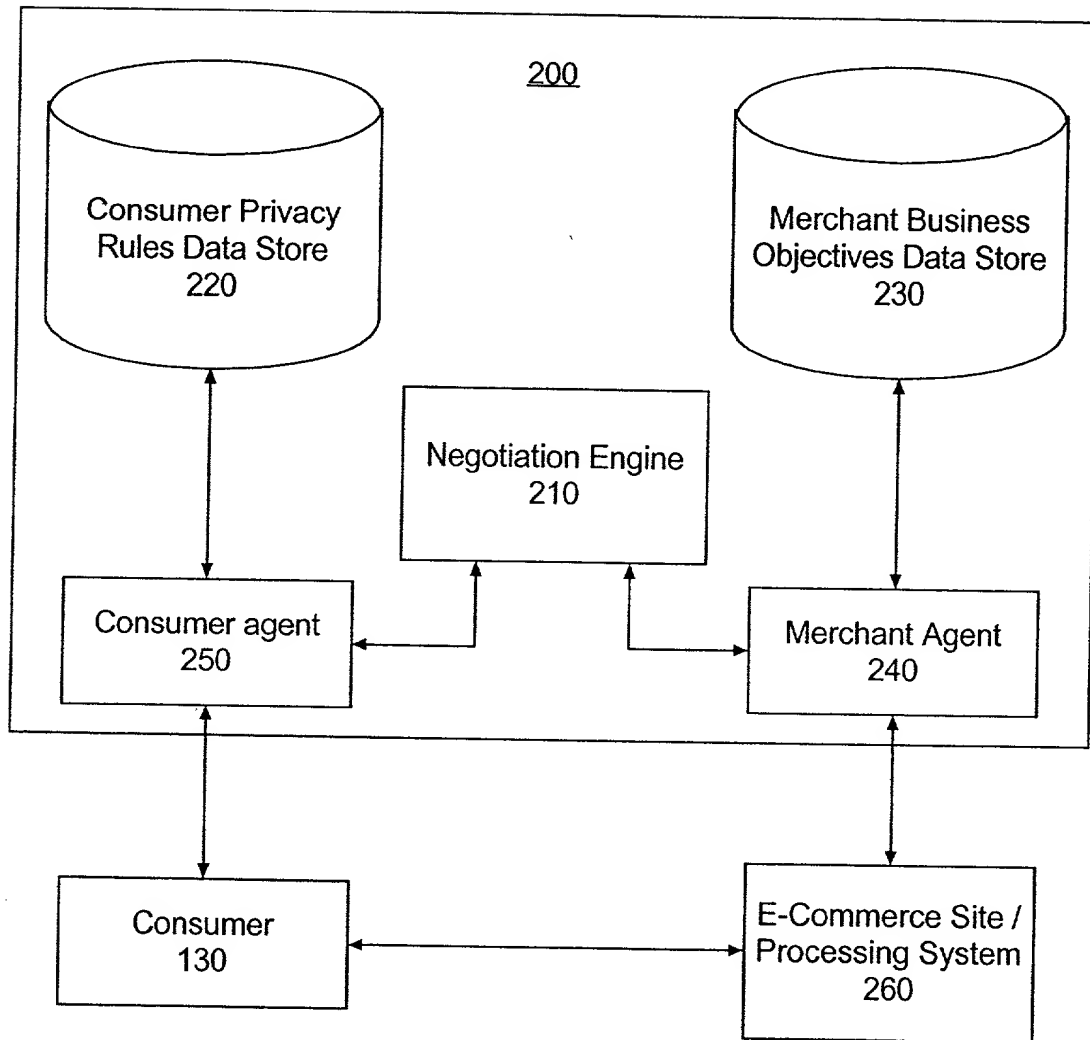 200
Consumer Privacy
Rules Data Store
220
Merchant Business
Objectives Data Store
230
Negotiation Engine
210
Consumer agent
250
Merchant Agent
240
Consumer
130
E-Commerce Site /
Processing System
260